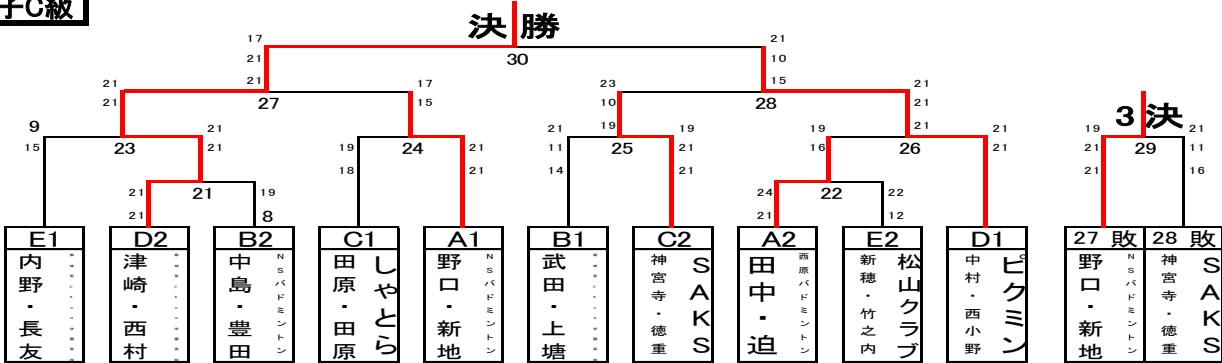 子C級
決 勝
17 21
30
21 10
21 15
21 17 23 21
27 28
21 15 10 21
3 決
9 21 21 19 19 19 21 21 19 21
23 24 25 26 29
15 21 19 21 11 21 16 21 21 11
18 21 14 21 21 16
21 21 19 24 22 22
21 8 21 12
E1 D2 B2 C1 A1 B1 C2 A2 E2 D1 27 敗 28 敗
内野・長友
津崎・西村
中島・豊田
NSバドミントン
田原・田原
しゃとら
野口・新地
NSバドミントン
武田・上塘
神宮寺・徳重
SAKS
田中・迫
西原バドミントン
新穂・竹之内
松山クラブ
中村・西小野
ピクミン
野口・新地
NSバドミントン
神宮寺・徳重
SAKS